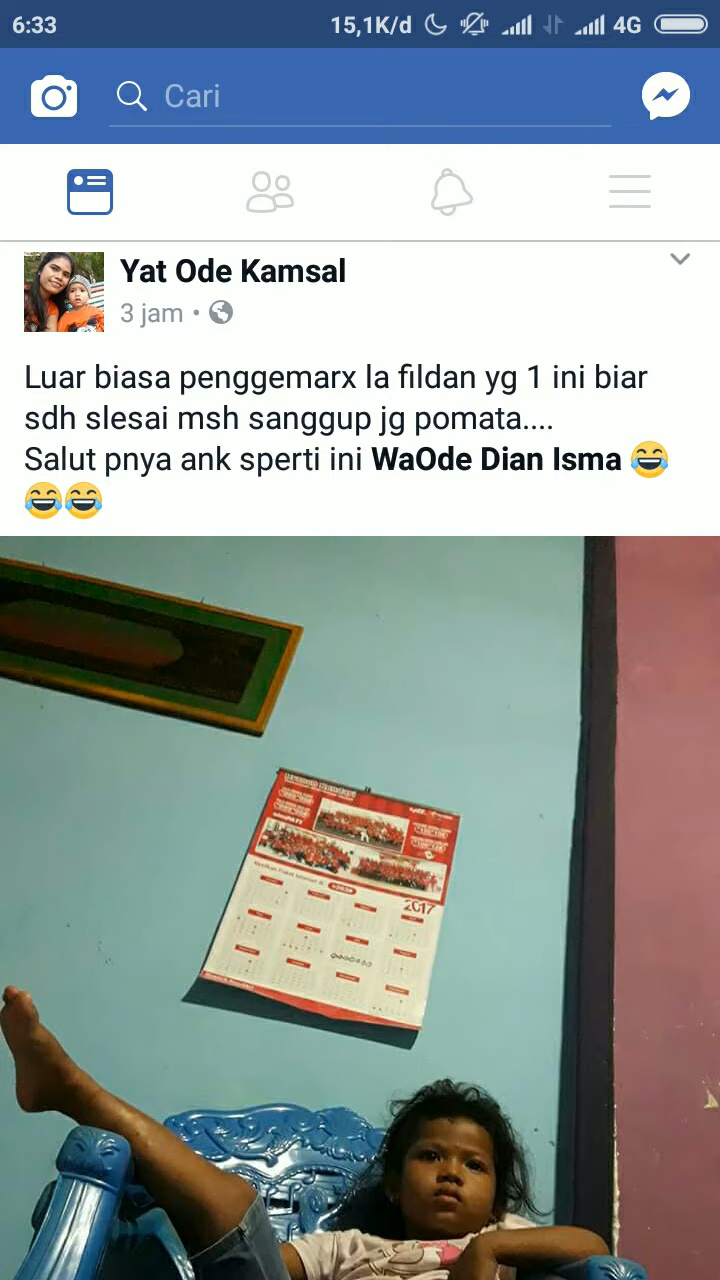 6:33
15,1K/d
4G
Cari
Yat Ode Kamsal
3 jam •
Luar biasa penggemarx la fildan yg 1 ini biar
sdh slesai msh sanggup jg pomata....
Salut pnya ank sperti ini WaOde Dian Isma 😂
😂😂
2017